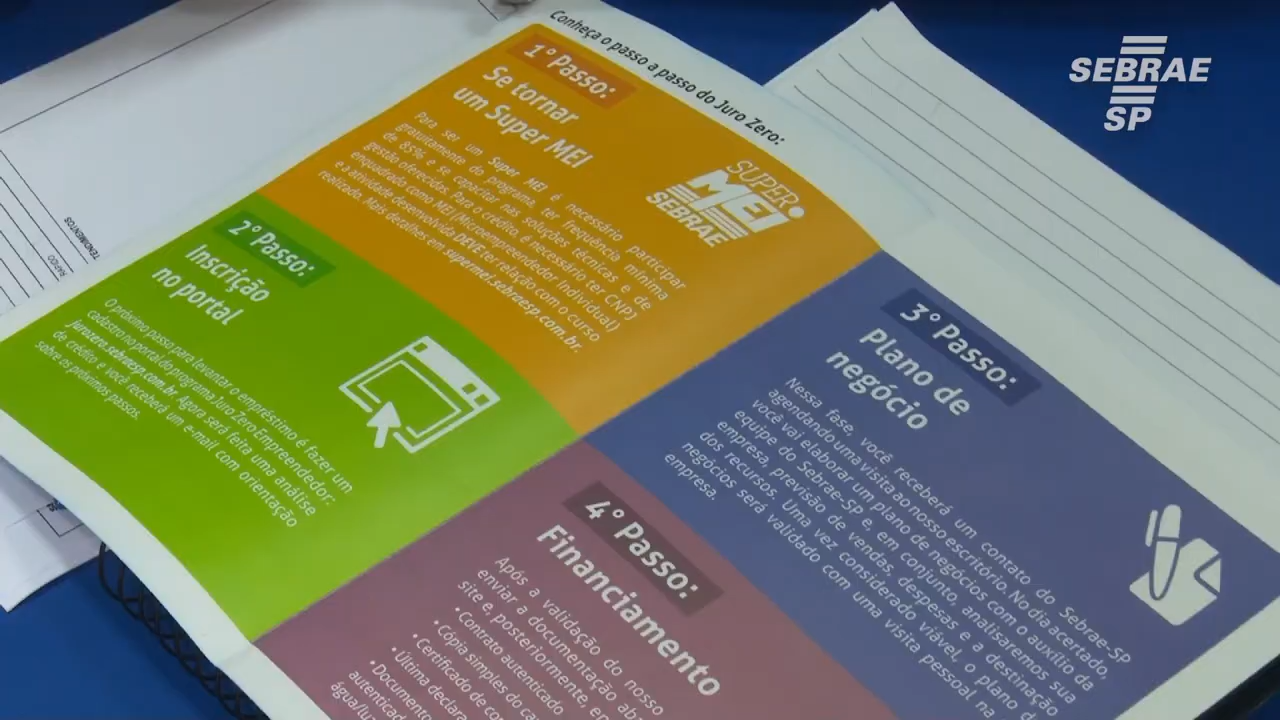 SEBRAE
SP
Conheça o passo a passo do Juro Zero:
1º Passo:
Se tornar
um Super MEI
Para ser um Super MEI é necessário participar
gratuitamente do programa, ter frequência mínima
de 85% e se capacitar nas soluções técnicas e de
gestão oferecidas. Para o crédito, é necessário ter CNPJ
enquadrado como MEI (Microempreendedor Individual)
e a atividade desenvolvida DEVE ter relação com o curso
realizado. Mais detalhes em supermei.sebraesp.com.br.
SUPER
MEI
SEBRAE
2º Passo:
Inscrição
no portal
O próximo passo para levantar o empréstimo é fazer um
cadastro no portal do programa Juro Zero Empreendedor:
jurozero.sebraesp.com.br. Agora será feita uma análise
de crédito e você receberá um e-mail com orientação
sobre os próximos passos.
3º Passo:
Plano de
negócio
Nessa fase, você receberá um contato do Sebrae-SP
agendando uma visita ao nosso escritório. No dia acertado,
você vai elaborar um plano de negócios com o auxílio da
equipe do Sebrae-SP e, em conjunto, analisaremos sua
empresa, previsão de vendas, despesas e a destinação
dos recursos. Uma vez considerado viável, o plano de
negócios será validado com uma visita pessoal na
empresa.
4º Passo:
Financiamento
Após a validação do nosso
enviar a documentação
site e, posteriormente,
• Contrato autenticado
• Cópia simples do
• Certificado de
• Última
• Documento
autenticad
TENDIMENTOS
RÁPIDO